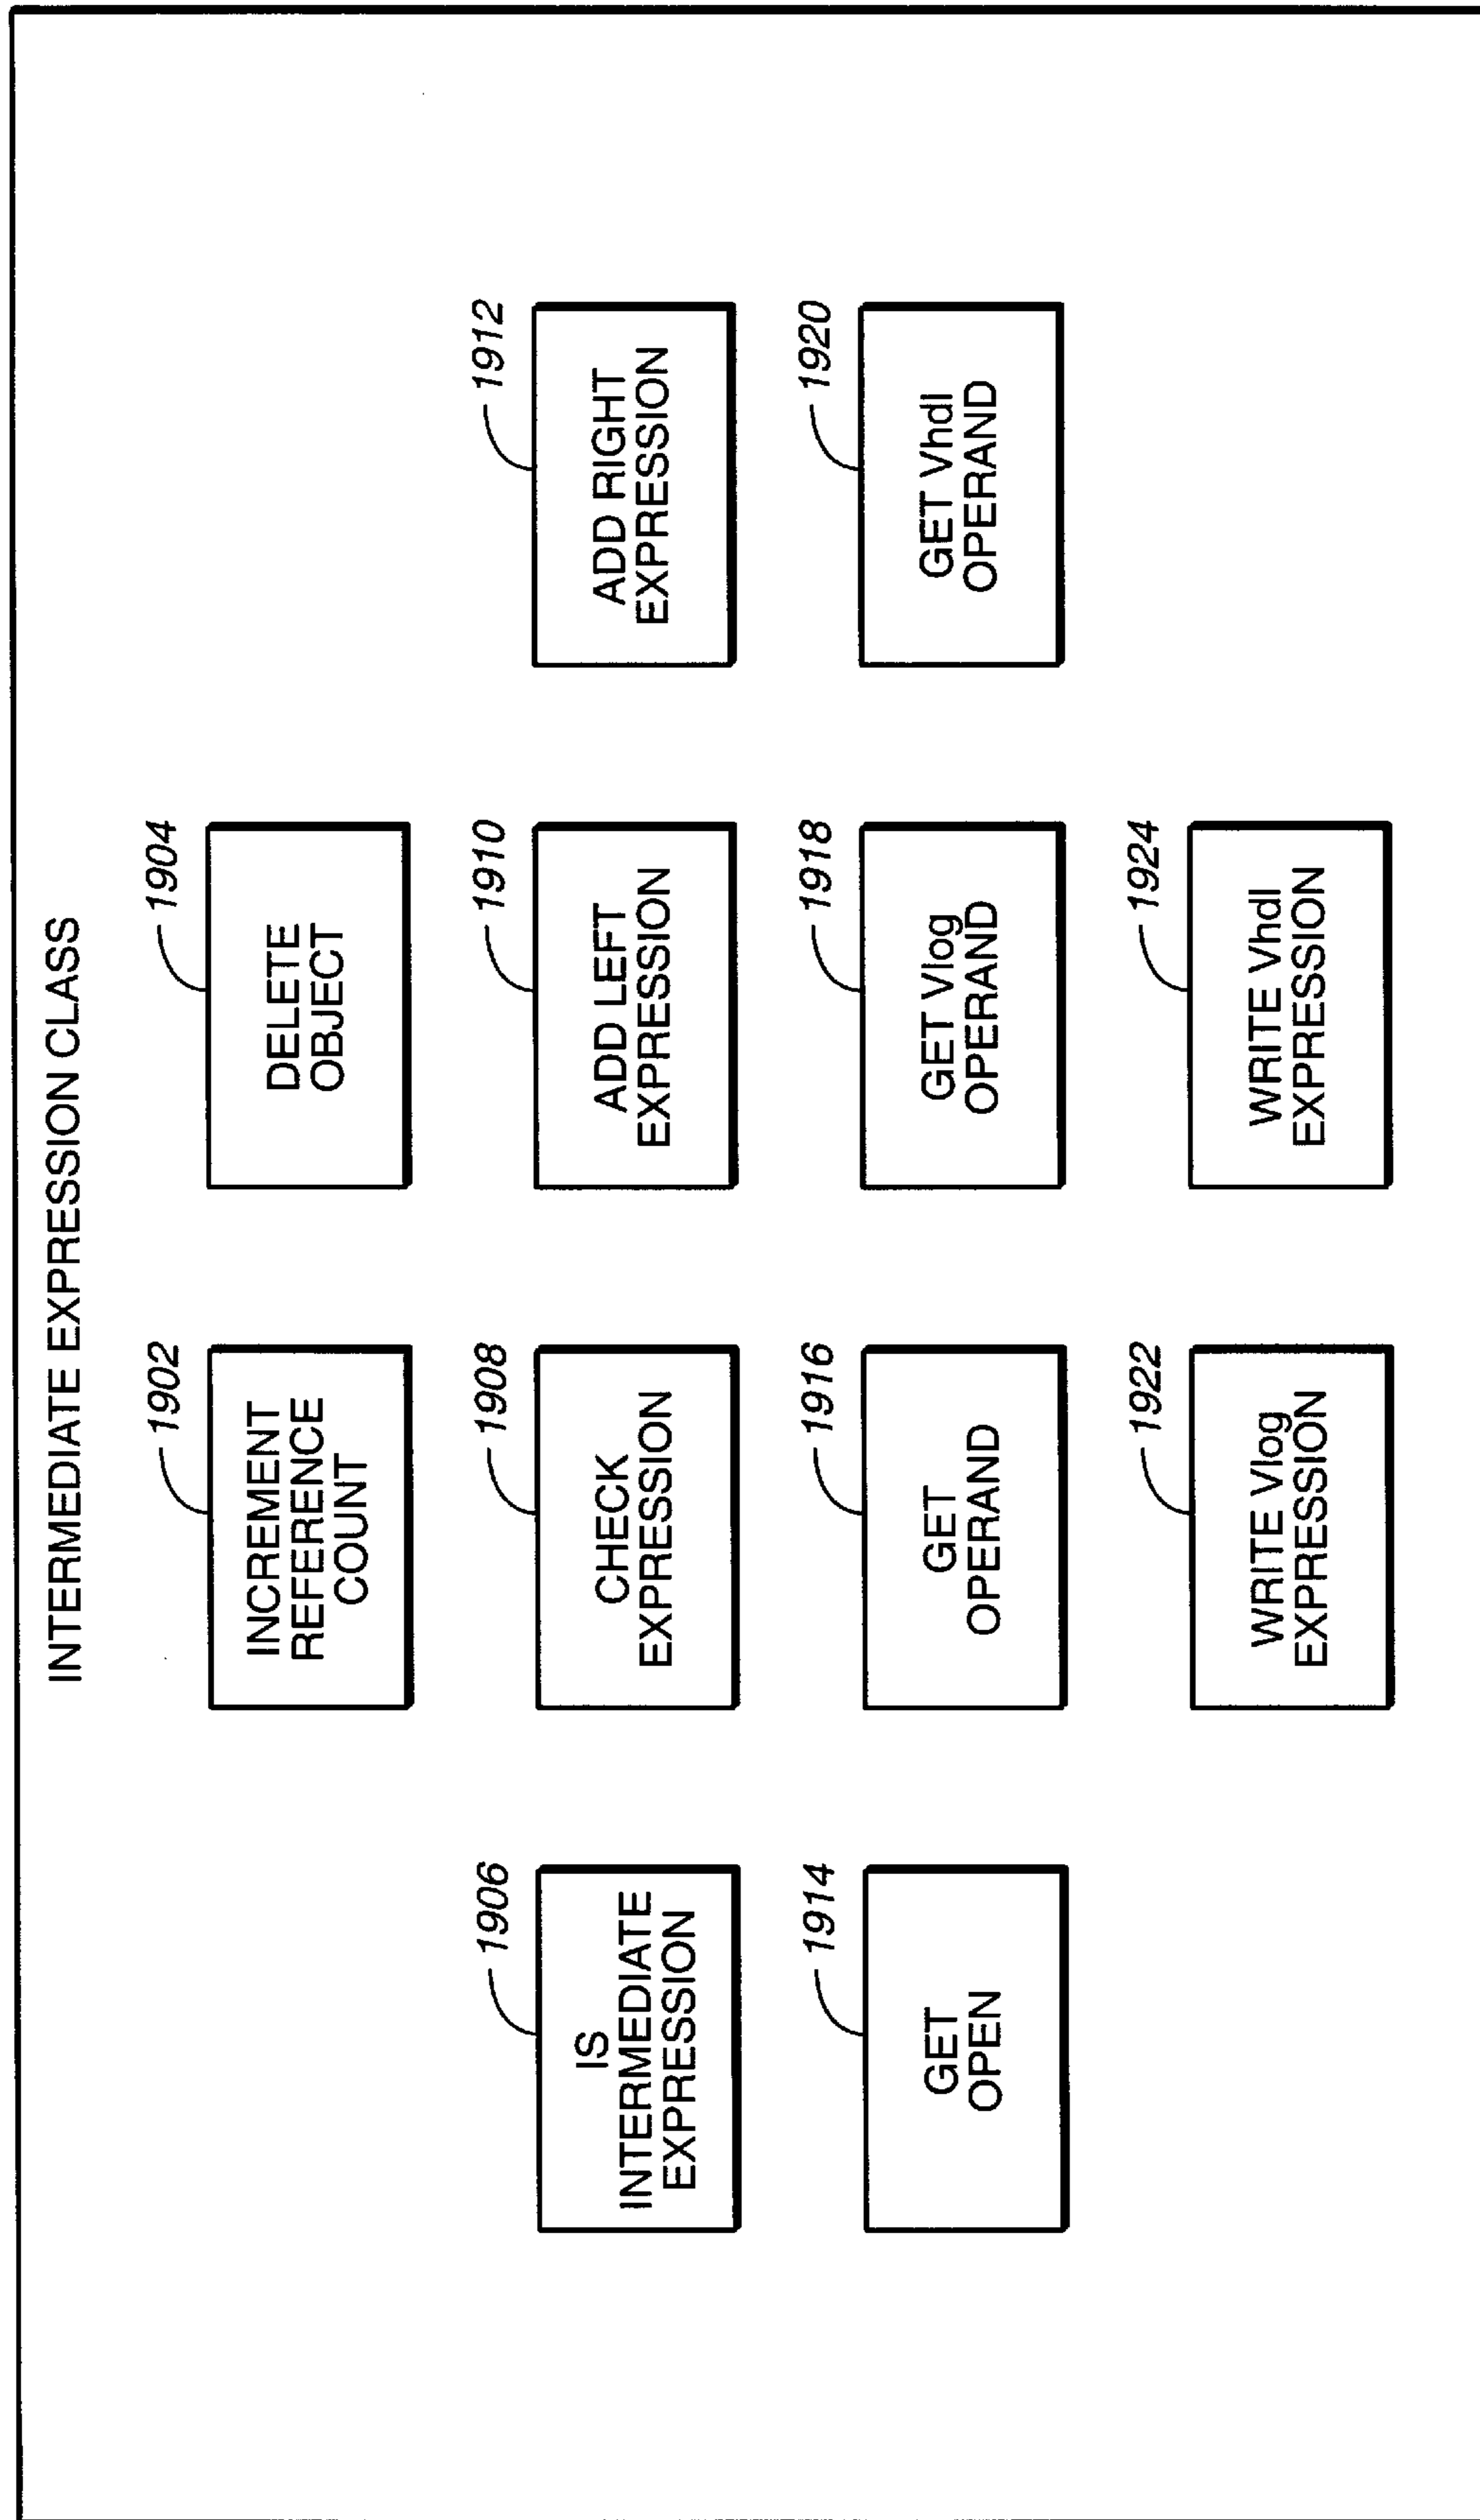 INTERMEDIATE EXPRESSION CLASS
1902
INCREMENT
REFERENCE
COUNT
1904
DELETE
OBJECT
1906
IS
INTERMEDIATE
EXPRESSION
1908
CHECK
EXPRESSION
1910
ADD LEFT
EXPRESSION
1912
ADD RIGHT
EXPRESSION
1914
GET
OPEN
1916
GET
OPERAND
1918
GET Vlog
OPERAND
1920
GET Vhdl
OPERAND
1922
WRITE Vlog
EXPRESSION
1924
WRITE Vhdl
EXPRESSION